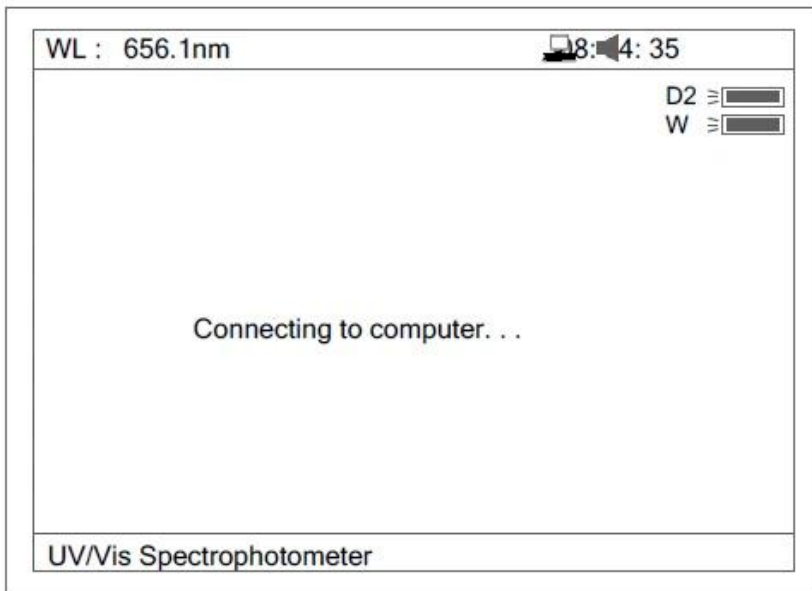 WL : 656.1nm
8: 4: 35
D2
W
Connecting to computer. . .
UV/Vis Spectrophotometer